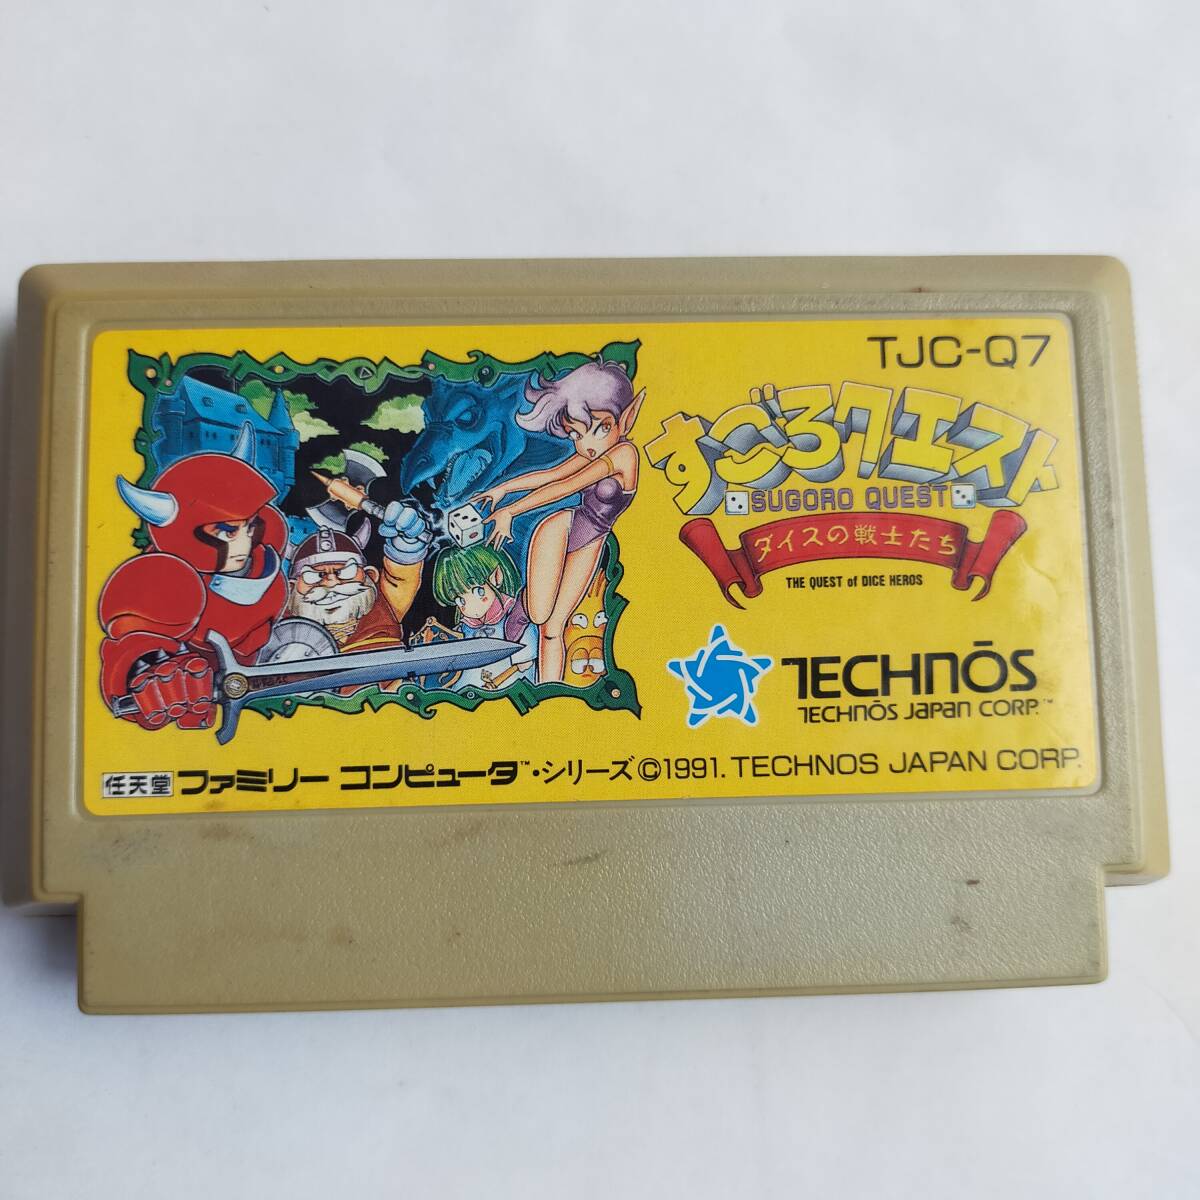 TJC-Q7
すごろクエスト
SUGORO QUEST
ダイスの戦士たち
THE QUEST of DICE HEROS
TECHNŌS
TECHNŌS JAPAN CORP.™
任天堂 ファミリーコンピュータ™・シリーズ©1991. TECHNOS JAPAN CORP.